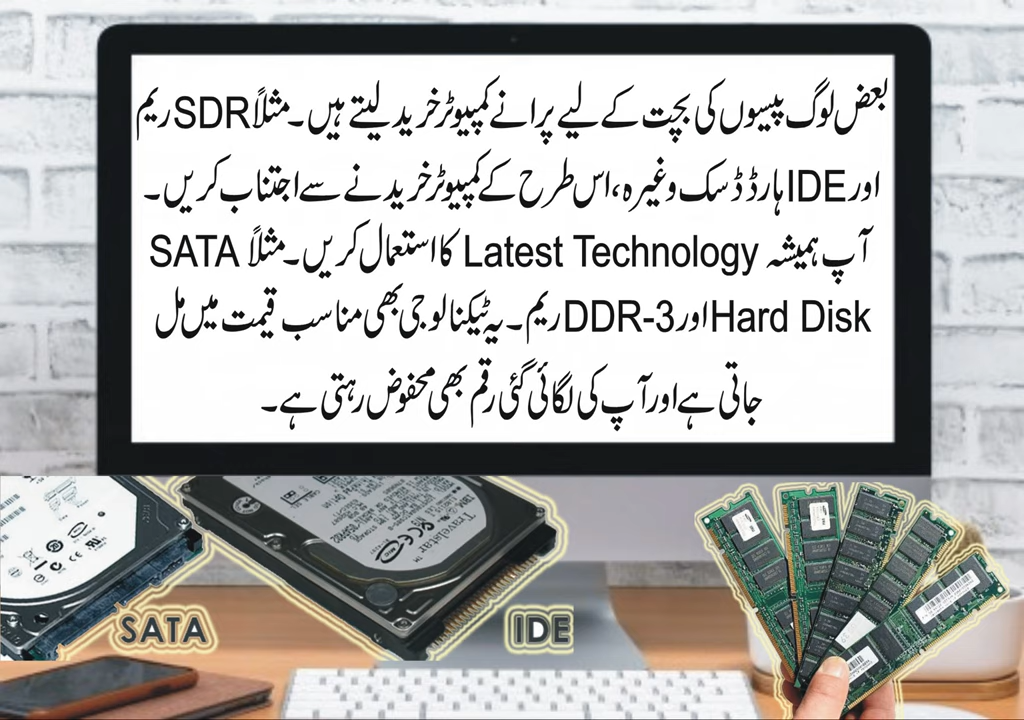 بعض لوگ پیسوں کی بچت کے لیے پرانے کمپیوٹر خرید لیتے ہیں۔ مثلاً SDR ریم
اور IDE ہارڈ ڈسک وغیرہ، اس طرح کے کمپیوٹر خریدنے سے اجتناب کریں۔
آپ ہمیشہ Latest Technology کا استعمال کریں۔ مثلاً SATA
Hard Disk اور DDR-3 ریم۔ یہ ٹیکنالوجی بھی مناسب قیمت میں مل
جاتی ہے اور آپ کی لگائی گئی رقم بھی محفوض رہتی ہے۔
Travelstar
SATA
IDE